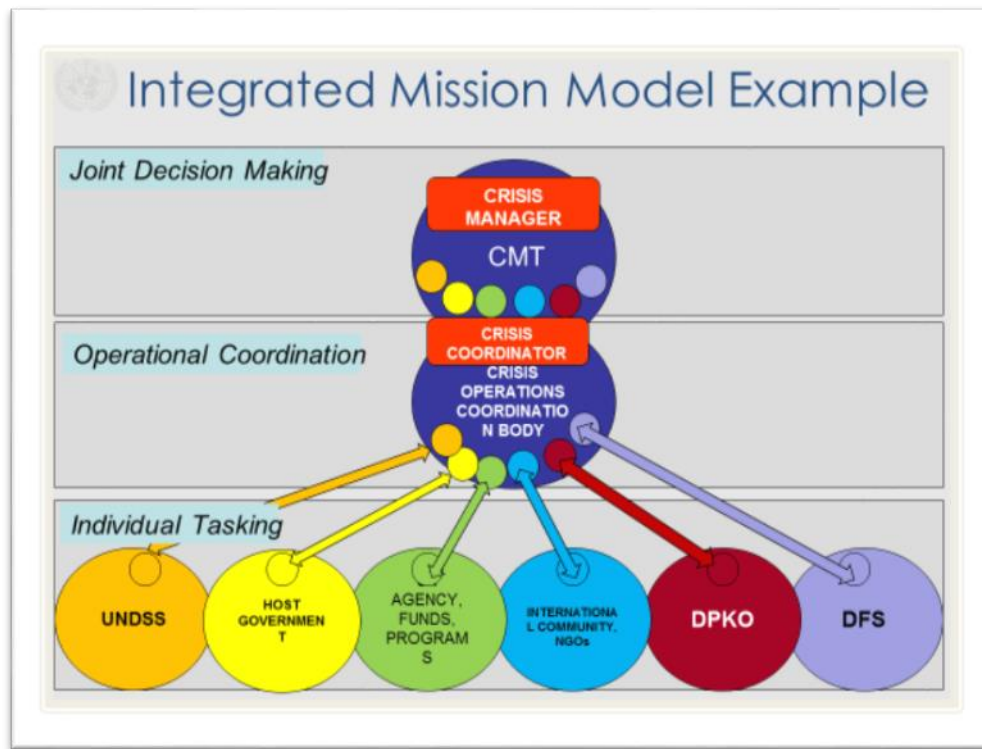 Integrated Mission Model Example
Joint Decision Making
CRISIS
MANAGER
CMT
Operational Coordination
CRISIS
COORDINATOR
CRISIS
OPERATIONS
COORDINATIO
N BODY
Individual Tasking
UNDSS
HOST
GOVERNMEN
T
AGENCY,
FUNDS,
PROGRAM
S
INTERNATIONA
L COMMUNITY,
NGOs
DPKO
DFS